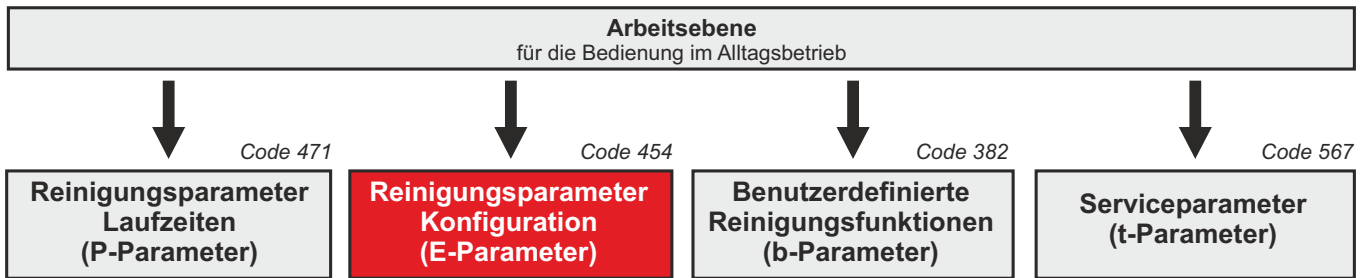 Arbeitsebene
für die Bedienung im Alltagsbetrieb
Code 471
Code 454
Code 382
Code 567
Reinigungsparameter
Laufzeiten
(P-Parameter)
Reinigungsparameter
Konfiguration
(E-Parameter)
Benutzerdefinierte
Reinigungsfunktionen
(b-Parameter)
Serviceparameter
(t-Parameter)